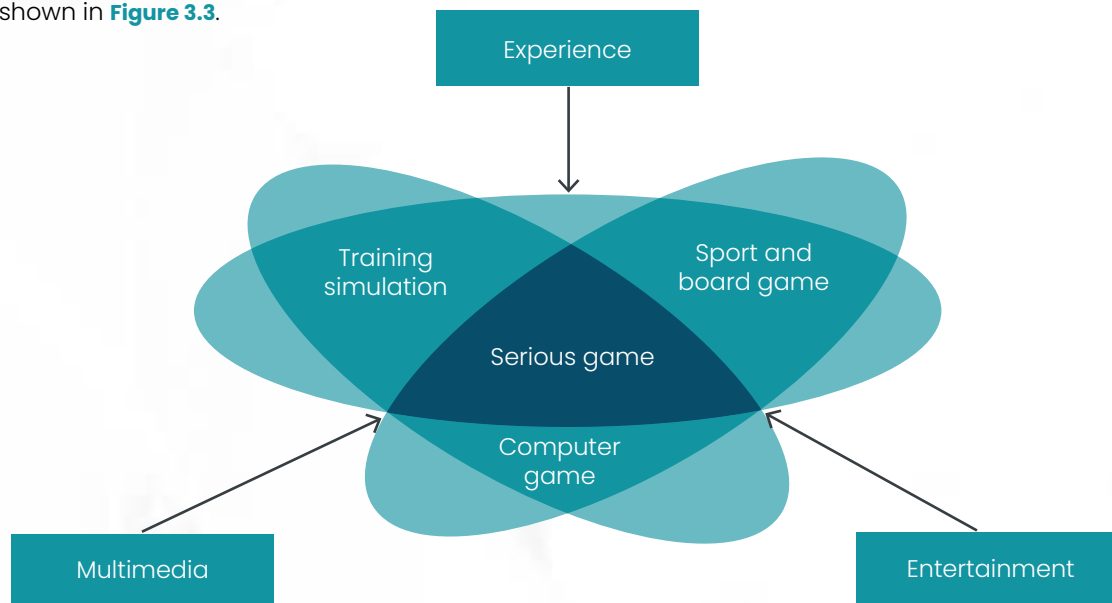 shown in Figure 3.3.
Experience
Training
simulation
Sport and
board game
Serious game
Computer
game
Multimedia
Entertainment